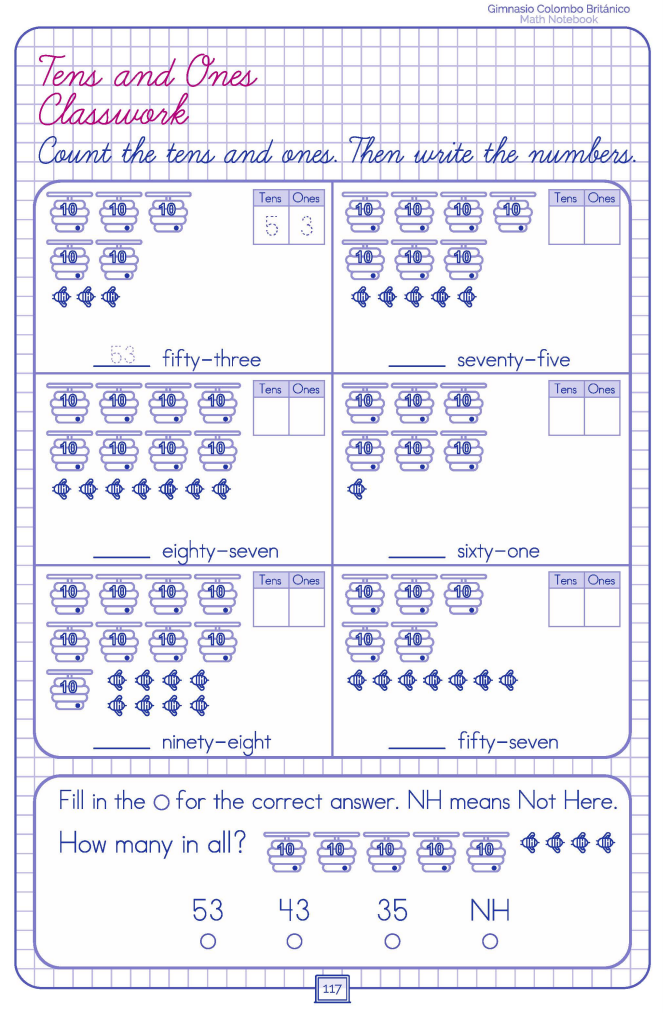 Gimnasio Colombo Británico
Math Notebook
Tens and Ones
Classwork
Count the tens and ones. Then write the numbers.
10 10 10
Tens Ones
5 3
10 10
53 fifty-three
10 10 10 10
Tens Ones
10 10 10
seventy-five
10 10 10 10
Tens Ones
10 10 10 10
eighty-seven
10 10 10
Tens Ones
10 10 10
sixty-one
10 10 10 10
Tens Ones
10 10 10 10
10
ninety-eight
10 10 10
Tens Ones
10 10
fifty-seven
Fill in the ○ for the correct answer. NH means Not Here.
How many in all? 10 10 10 10 10
53 43 35 NH
117